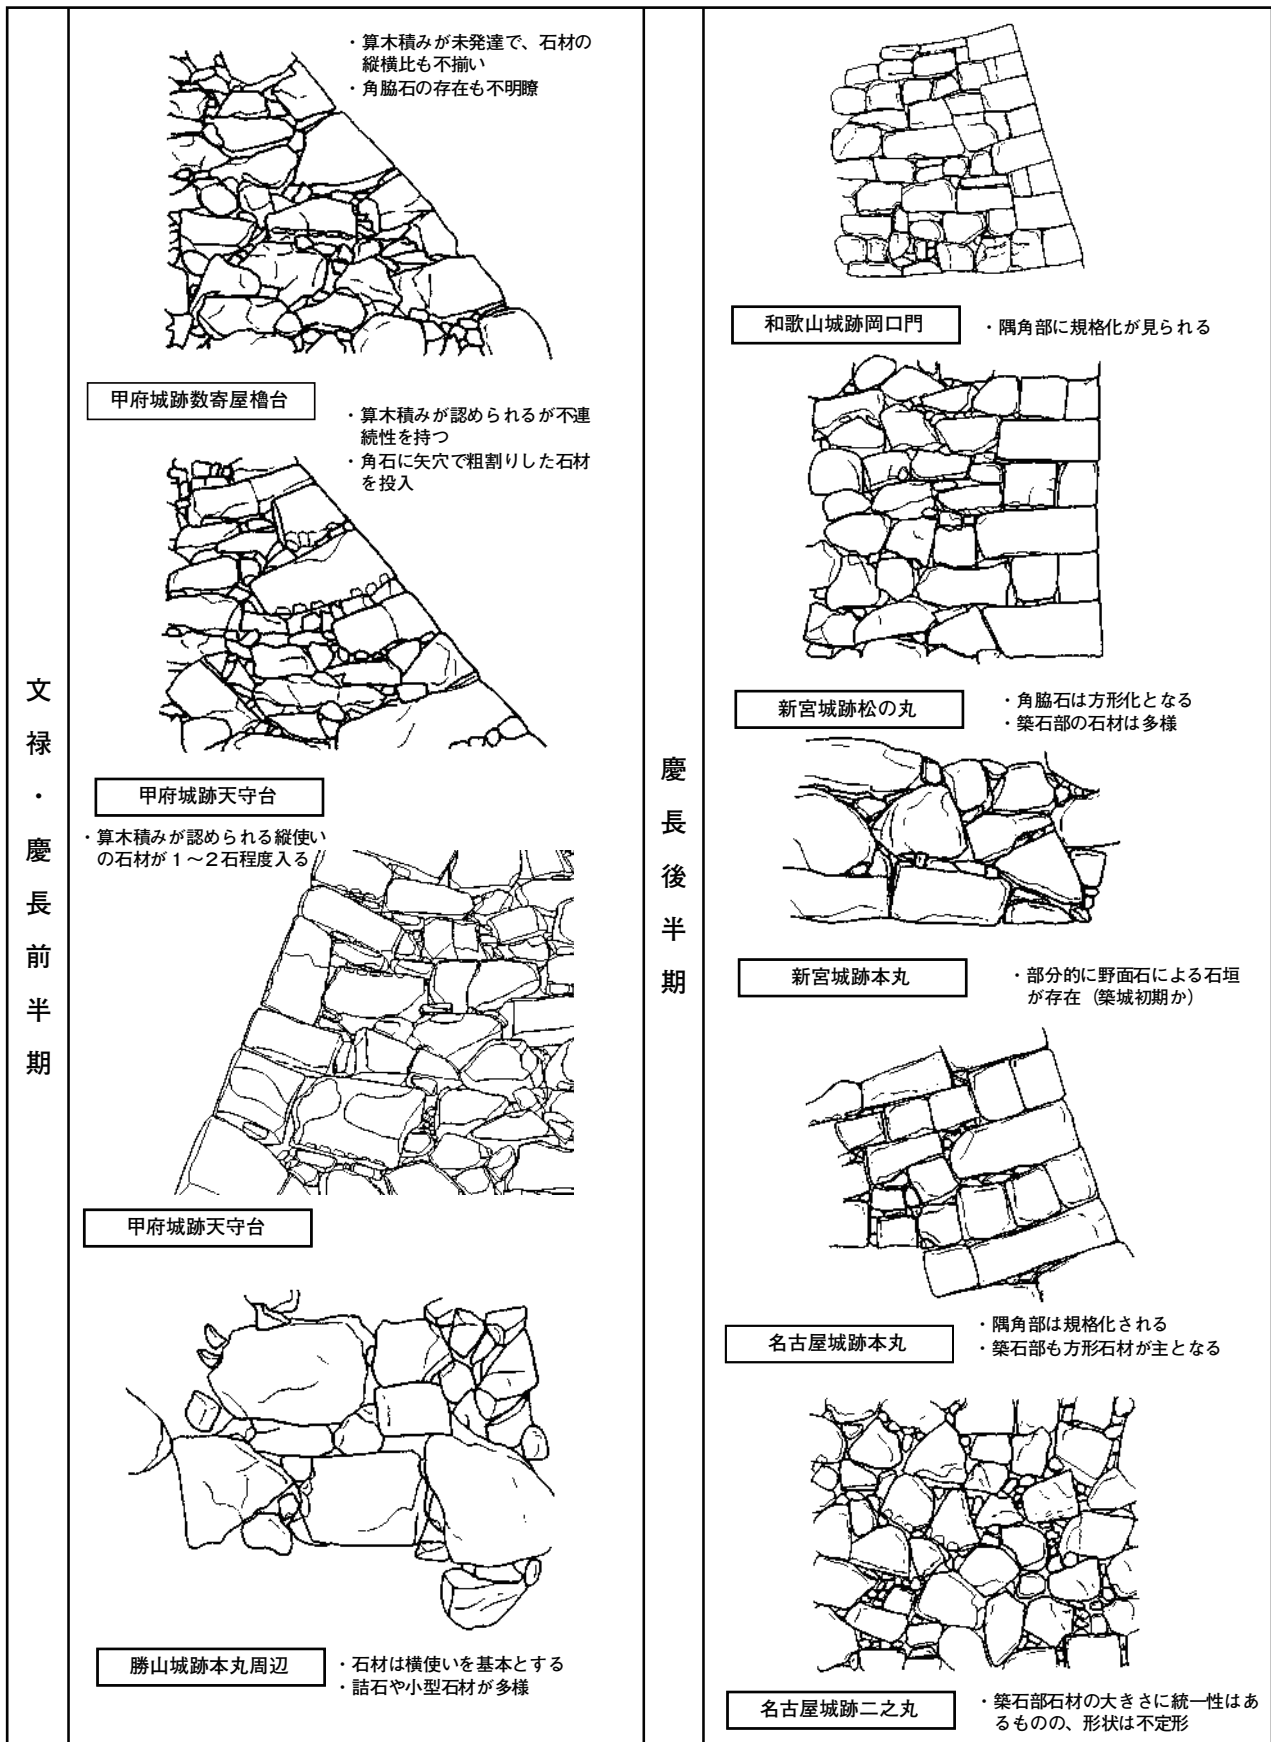 文禄・慶長前半期
・算木積みが未発達で、石材の
縦横比も不揃い
・角脇石の存在も不明瞭
甲府城跡数寄屋櫓台
・算木積みが認められるが不連
続性を持つ
・角石に矢穴で粗割りした石材
を投入
甲府城跡天守台
・算木積みが認められる縦使い
の石材が１～２石程度入る
甲府城跡天守台
勝山城跡本丸周辺
・石材は横使いを基本とする
・詰石や小型石材が多様
慶長後半期
和歌山城跡岡口門
・隅角部に規格化が見られる
新宮城跡松の丸
・角脇石は方形化となる
・築石部の石材は多様
新宮城跡本丸
・部分的に野面石による石垣
が存在（築城初期か）
名古屋城跡本丸
・隅角部は規格化される
・築石部も方形石材が主となる
名古屋城跡二之丸
・築石部石材の大きさに統一性はあ
るものの、形状は不定形